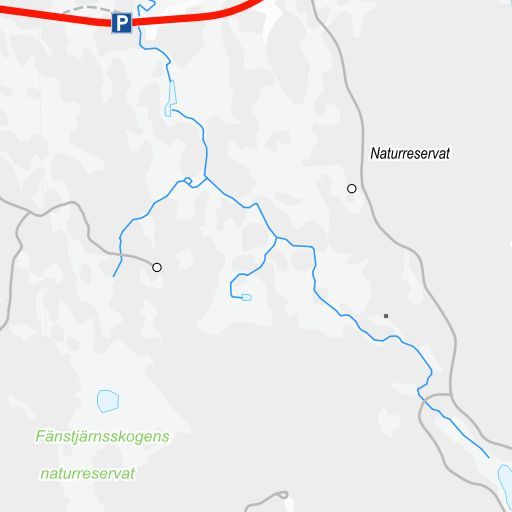 P
Naturreservat
Fänstjärnsskogens
naturreservat